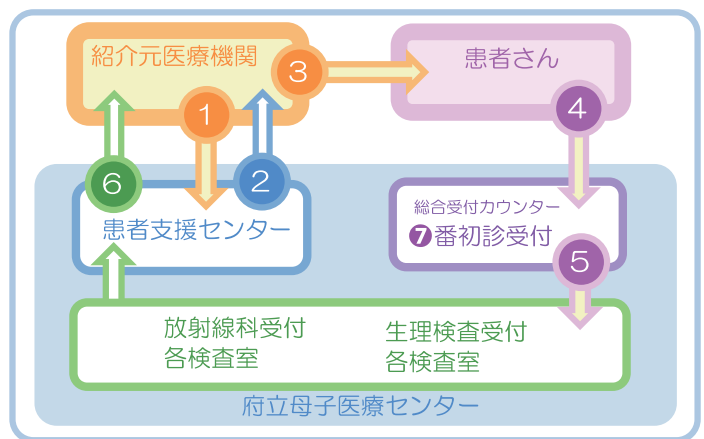 紹介元医療機関
3
患者さん
1
4
6
2
患者支援センター
総合受付カウンター
7番初診受付
5
放射線科受付
各検査室
生理検査受付
各検査室
府立母子医療センター